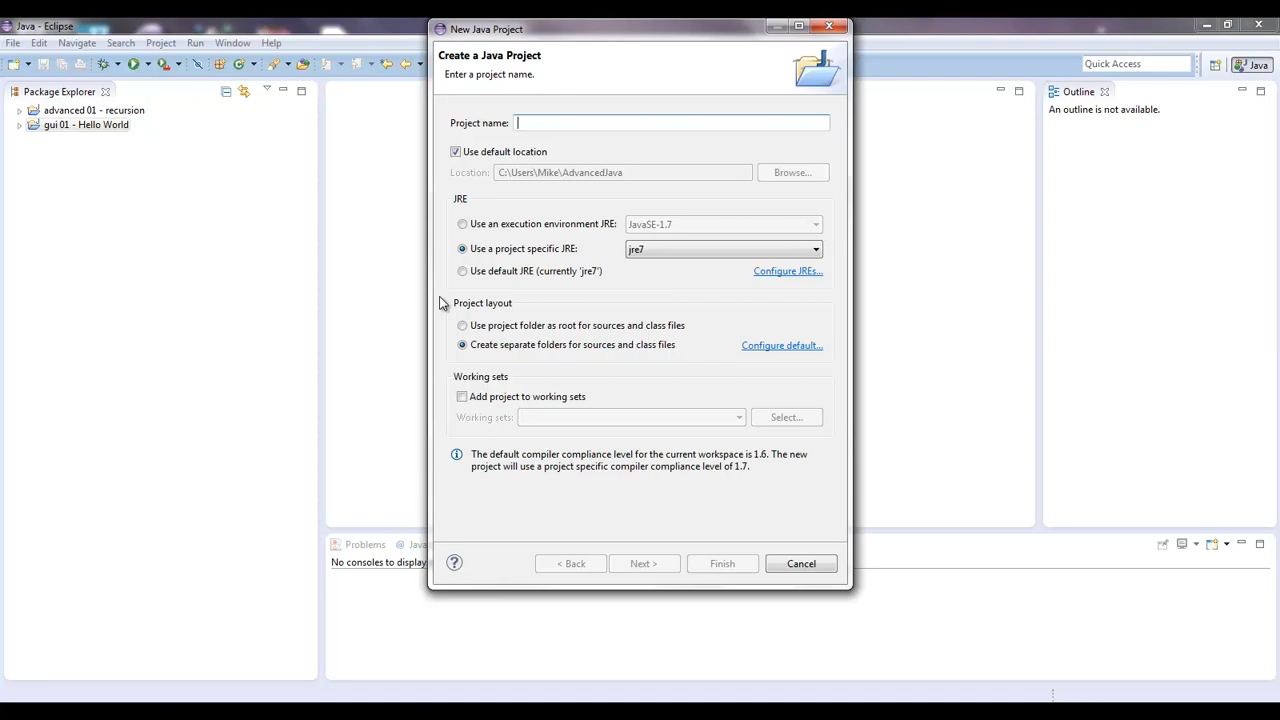 Java - Eclipse
New Java Project
File Edit Navigate Search Project Run Window Help
Create a Java Project
Enter a project name.
Quick Access
Java
Package Explorer
Outline
advanced 01 - recursion
gui 01 - Hello World
An outline is not available.
Project name:
Use default location
Location: C:\Users\Mike\AdvancedJava Browse...
JRE
Use an execution environment JRE: JavaSE-1.7
Use a project specific JRE: jre7
Use default JRE (currently 'jre7') Configure JREs...
Project layout
Use project folder as root for sources and class files
Create separate folders for sources and class files Configure default...
Working sets
Add project to working sets
Working sets: Select...
The default compiler compliance level for the current workspace is 1.6. The new
project will use a project specific compiler compliance level of 1.7.
Problems @ Java
No consoles to display
< Back Next > Finish Cancel